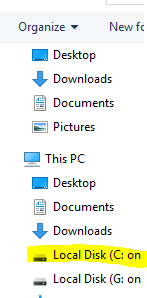 Organize New fo
Desktop
Downloads
Documents
Pictures
This PC
Desktop
Documents
Downloads
Local Disk (C: on
Local Disk (G: on